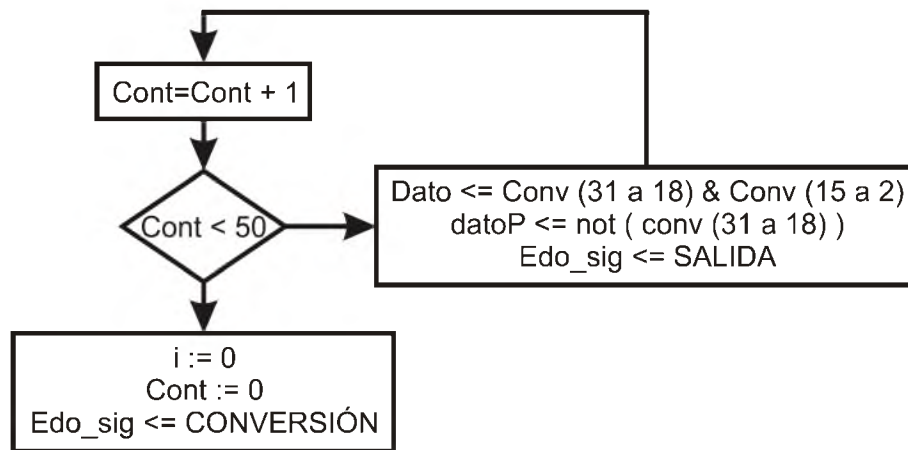 Cont=Cont + 1
Cont < 50
Dato <= Conv (31 a 18) & Conv (15 a 2)
datoP <= not ( conv (31 a 18) )
Edo_sig <= SALIDA
i := 0
Cont := 0
Edo_sig <= CONVERSIÓN